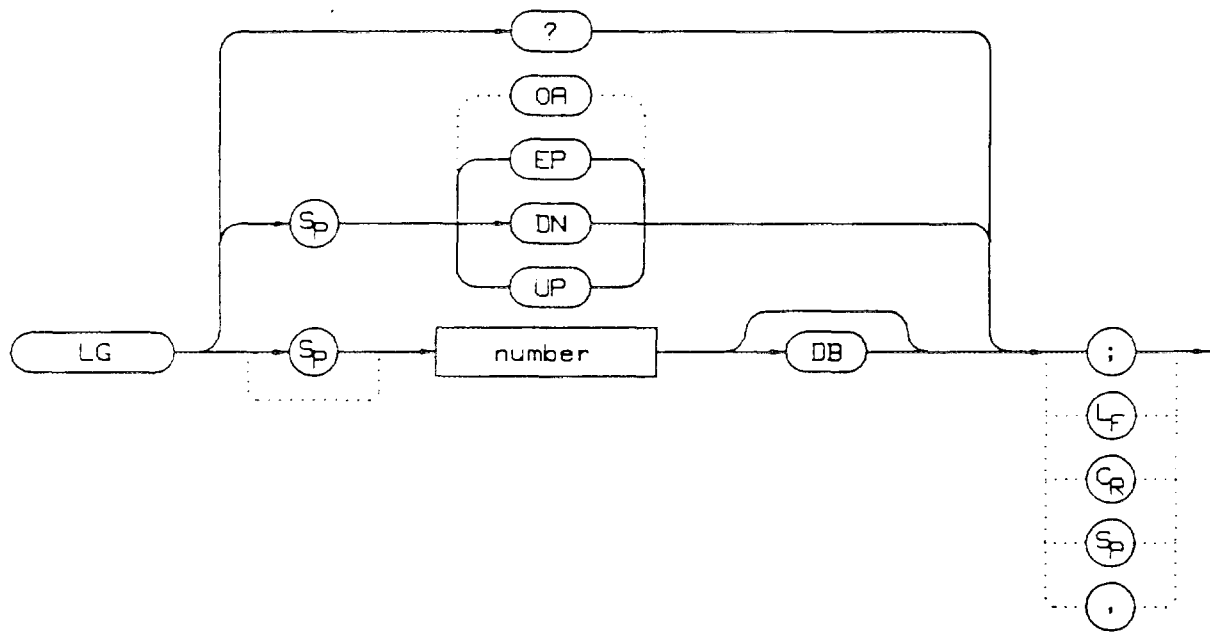 ?
OA
EP
SP DN
UP
LG SP number DB ;
LF
CR
SP
,